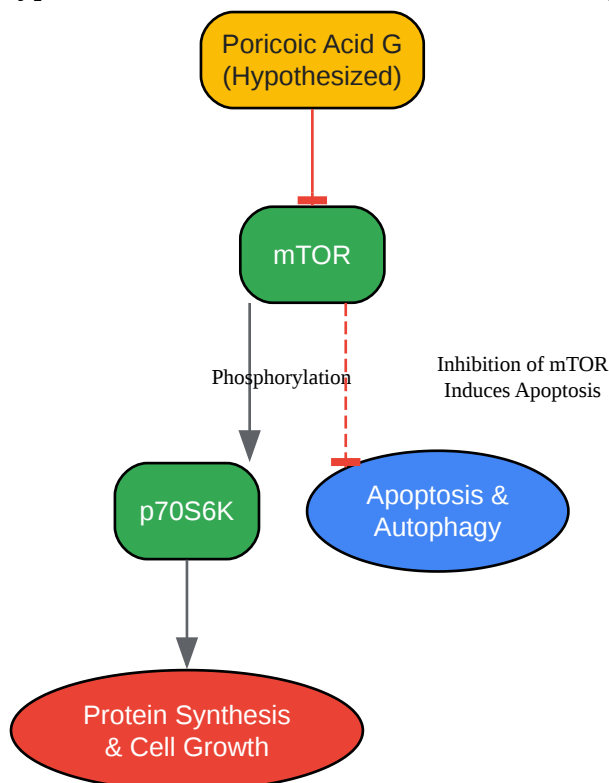 Poricoic Acid G
(Hypothesized)
mTOR
Phosphorylation
Inhibition of mTOR
Induces Apoptosis
p70S6K
Apoptosis &
Autophagy
Protein Synthesis
& Cell Growth